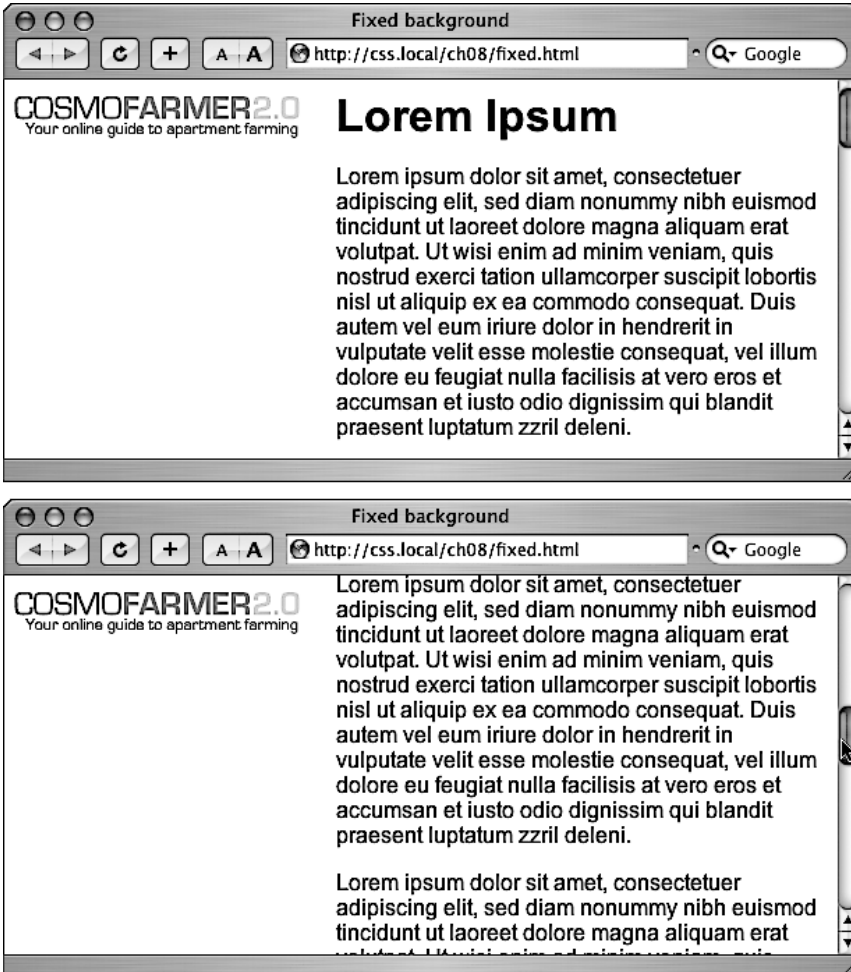 Fixed background
A A http://css.local/ch08/fixed.html Google
COSMOFARMER2.0
Your online guide to apartment farming
Lorem Ipsum
Lorem ipsum dolor sit amet, consectetuer
adipiscing elit, sed diam nonummy nibh euismod
tincidunt ut laoreet dolore magna aliquam erat
volutpat. Ut wisi enim ad minim veniam, quis
nostrud exerci tation ullamcorper suscipit lobortis
nisl ut aliquip ex ea commodo consequat. Duis
autem vel eum iriure dolor in hendrerit in
vulputate velit esse molestie consequat, vel illum
dolore eu feugiat nulla facilisis at vero eros et
accumsan et iusto odio dignissim qui blandit
praesent luptatum zzril deleni.
Fixed background
A A http://css.local/ch08/fixed.html Google
COSMOFARMER2.0
Your online guide to apartment farming
Lorem ipsum dolor sit amet, consectetuer
adipiscing elit, sed diam nonummy nibh euismod
tincidunt ut laoreet dolore magna aliquam erat
volutpat. Ut wisi enim ad minim veniam, quis
nostrud exerci tation ullamcorper suscipit lobortis
nisl ut aliquip ex ea commodo consequat. Duis
autem vel eum iriure dolor in hendrerit in
vulputate velit esse molestie consequat, vel illum
dolore eu feugiat nulla facilisis at vero eros et
accumsan et iusto odio dignissim qui blandit
praesent luptatum zzril deleni.
Lorem ipsum dolor sit amet, consectetuer
adipiscing elit, sed diam nonummy nibh euismod
tincidunt ut laoreet dolore magna aliquam erat